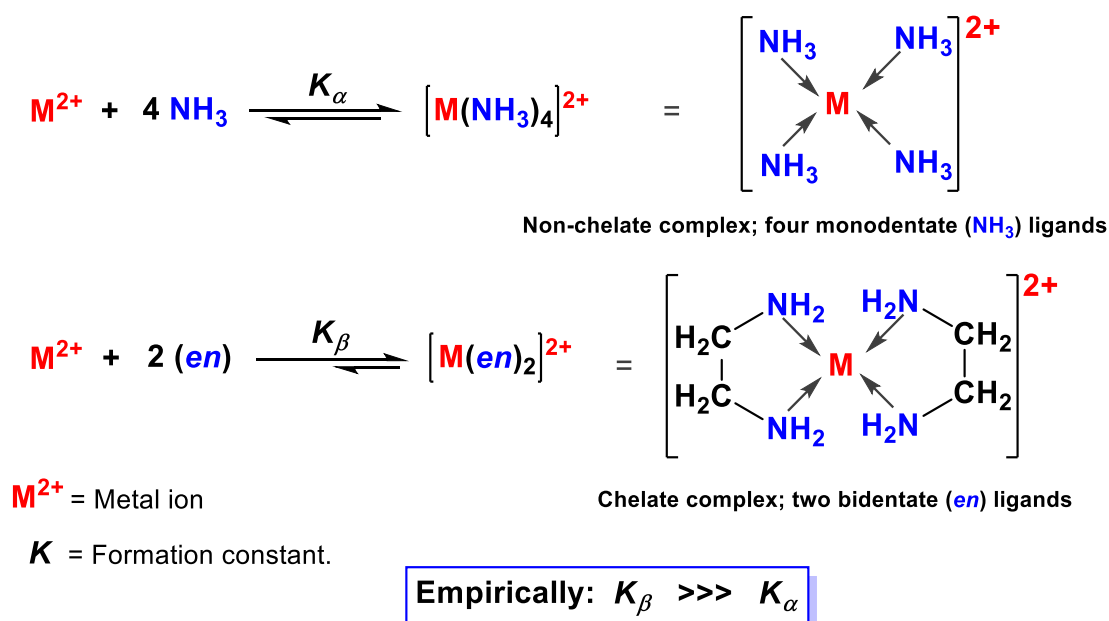 M²⁺ + 4 NH₃ Kα [M(NH₃)₄]²⁺ = [
NH₃ NH₃
M
NH₃ NH₃
]²⁺
Non-chelate complex; four monodentate (NH₃) ligands
M²⁺ + 2 (en) Kβ [M(en)₂]²⁺ = [
NH₂ H₂N
H₂C CH₂
M
H₂C CH₂
NH₂ H₂N
]²⁺
Chelate complex; two bidentate (en) ligands
M²⁺ = Metal ion
K = Formation constant.
Empirically: Kβ >>> Kα